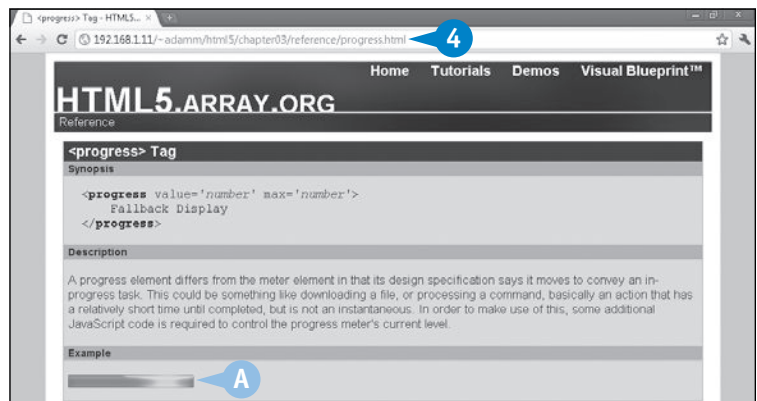 <progress> Tag - HTML5...
192.168.1.11/~adamm/html5/chapter03/reference/progress.html
4
Home Tutorials Demos Visual Blueprint™
HTML5.ARRAY.ORG
Reference
<progress> Tag
Synopsis
<progress value='number' max='number'>
Fallback Display
</progress>
Description
A progress element differs from the meter element in that its design specification says it moves to convey an in-
progress task. This could be something like downloading a file, or processing a command, basically an action that has
a relatively short time until completed, but is not an instantaneous. In order to make use of this, some additional
JavaScript code is required to control the progress meter's current level.
Example
A